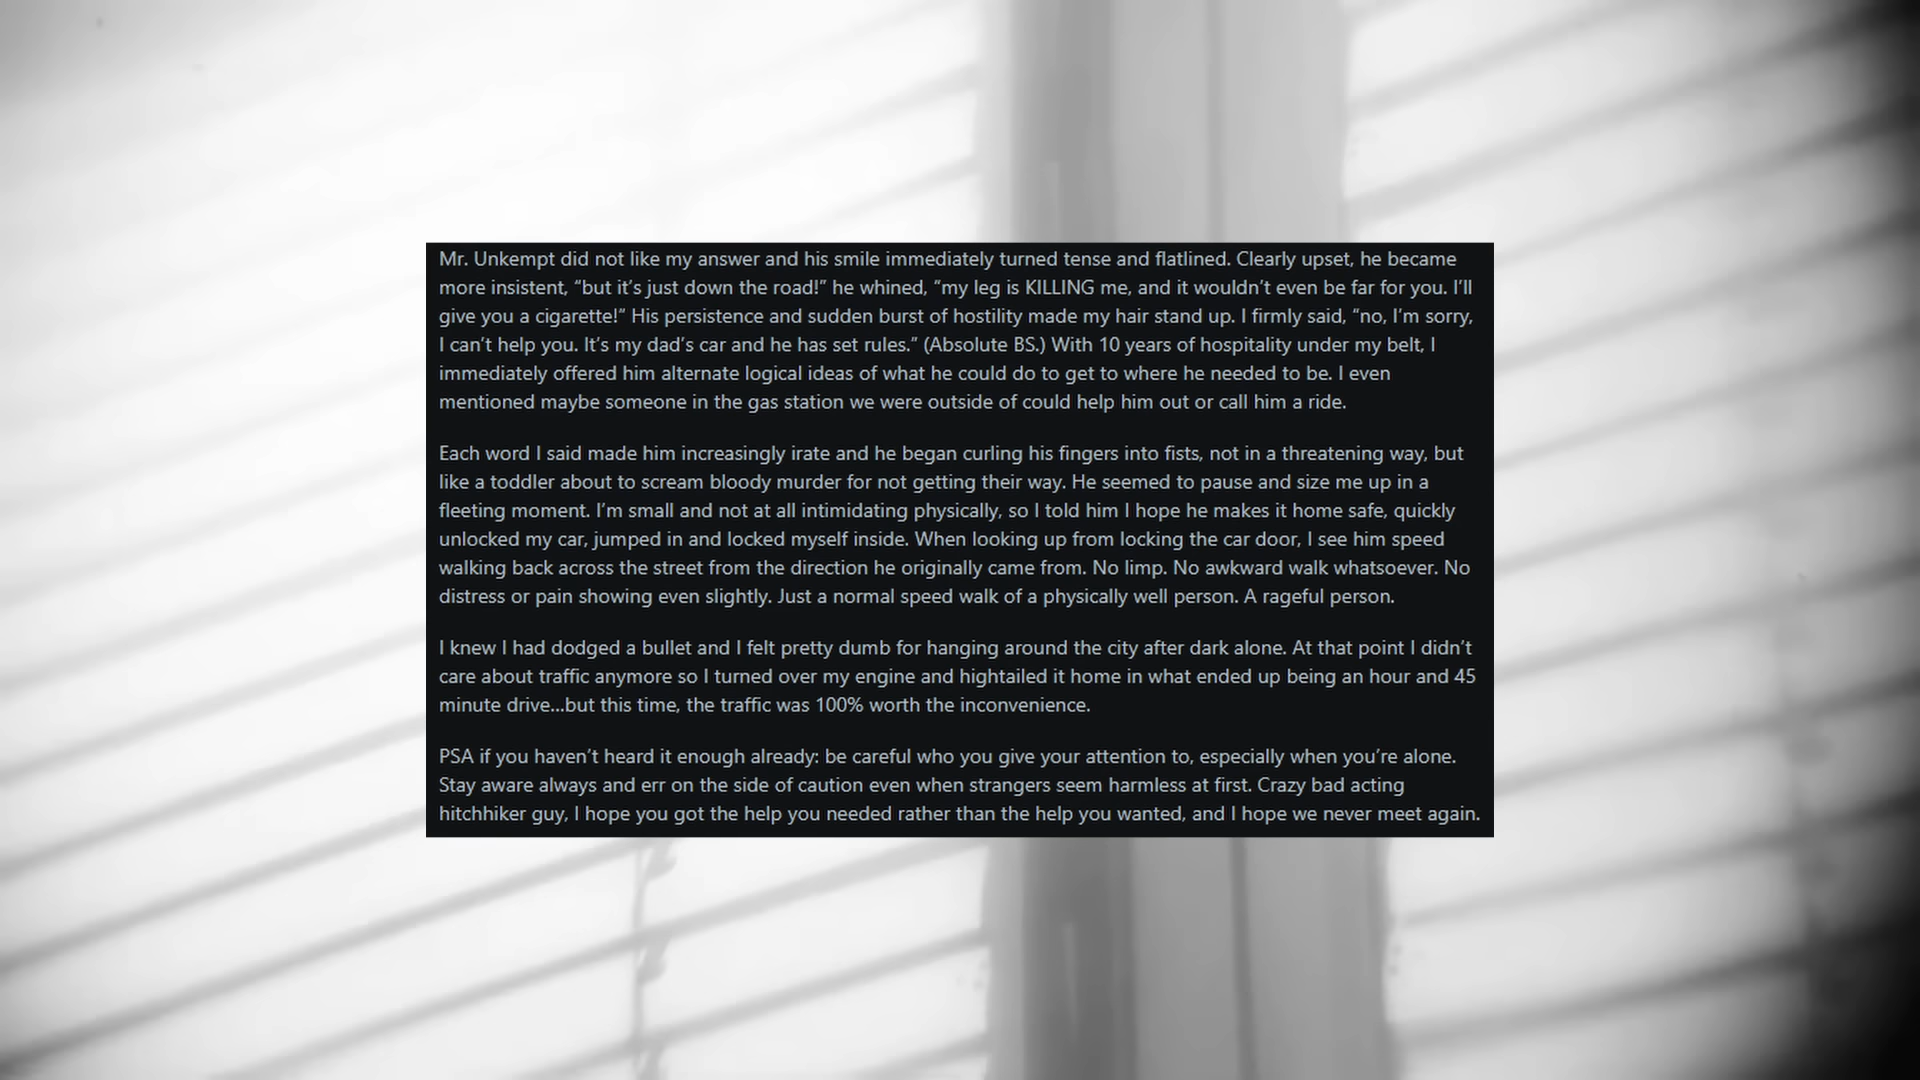 Mr. Unkempt did not like my answer and his smile immediately turned tense and flatlined. Clearly upset, he became
more insistent, “but it’s just down the road!” he whined, “my leg is KILLING me, and it wouldn’t even be far for you. I’ll
give you a cigarette!” His persistence and sudden burst of hostility made my hair stand up. I firmly said, “no, I’m sorry,
I can’t help you. It’s my dad’s car and he has set rules.” (Absolute BS.) With 10 years of hospitality under my belt, I
immediately offered him alternate logical ideas of what he could do to get to where he needed to be. I even
mentioned maybe someone in the gas station we were outside of could help him out or call him a ride.
Each word I said made him increasingly irate and he began curling his fingers into fists, not in a threatening way, but
like a toddler about to scream bloody murder for not getting their way. He seemed to pause and size me up in a
fleeting moment. I’m small and not at all intimidating physically, so I told him I hope he makes it home safe, quickly
unlocked my car, jumped in and locked myself inside. When looking up from locking the car door, I see him speed
walking back across the street from the direction he originally came from. No limp. No awkward walk whatsoever. No
distress or pain showing even slightly. Just a normal speed walk of a physically well person. A rageful person.
I knew I had dodged a bullet and I felt pretty dumb for hanging around the city after dark alone. At that point I didn’t
care about traffic anymore so I turned over my engine and hightailed it home in what ended up being an hour and 45
minute drive...but this time, the traffic was 100% worth the inconvenience.
PSA if you haven’t heard it enough already: be careful who you give your attention to, especially when you’re alone.
Stay aware always and err on the side of caution even when strangers seem harmless at first. Crazy bad acting
hitchhiker guy, I hope you got the help you needed rather than the help you wanted, and I hope we never meet again.